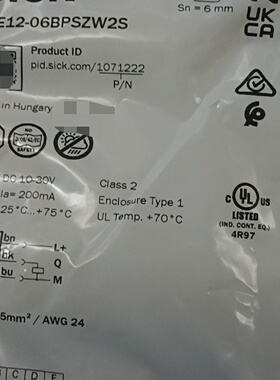 Sn = 6 mm
E12-06BPSZW2S
Product ID
pid.sick.com/1071222
P/N
in Hungary
UK
CA
DC 10-30V
Ia= 200mA
25°C...+75°C
Class 2
Enclosure Type 1
UL Temp. +70°C
UL
LISTED
(IND. CONT. EQ.)
4R97
bn
L+
Q
bu
M
5mm² / AWG 24
C D E